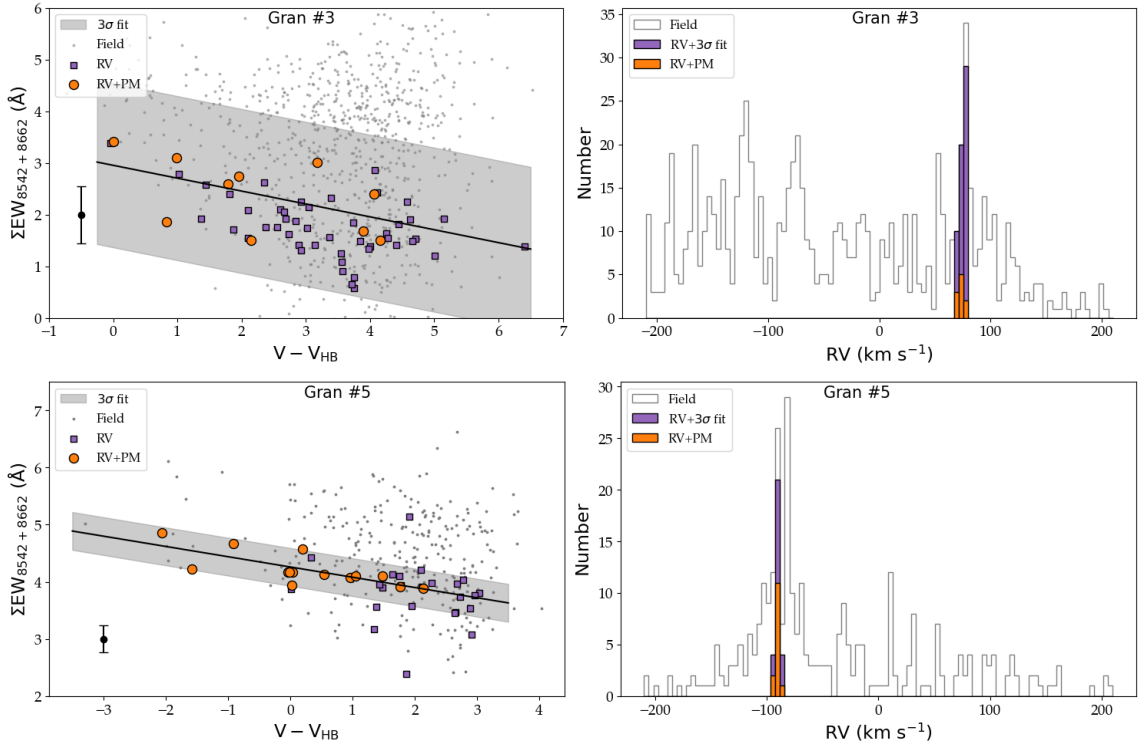 Gran #3
3σ fit
Field
RV
RV+PM
ΣEW8542 + 8662 (Å)
6
5
4
3
2
1
0
−1
0
1
2
3
4
5
6
7
V − VHB
Gran #3
Field
RV+3σ fit
RV+PM
Number
35
30
25
20
15
10
5
0
−200
−100
0
100
200
RV (km s−1)
Gran #5
3σ fit
Field
RV
RV+PM
ΣEW8542 + 8662 (Å)
7
6
5
4
3
2
−3
−2
−1
0
1
2
3
4
V − VHB
Gran #5
Field
RV+3σ fit
RV+PM
Number
30
25
20
15
10
5
0
−200
−100
0
100
200
RV (km s−1)